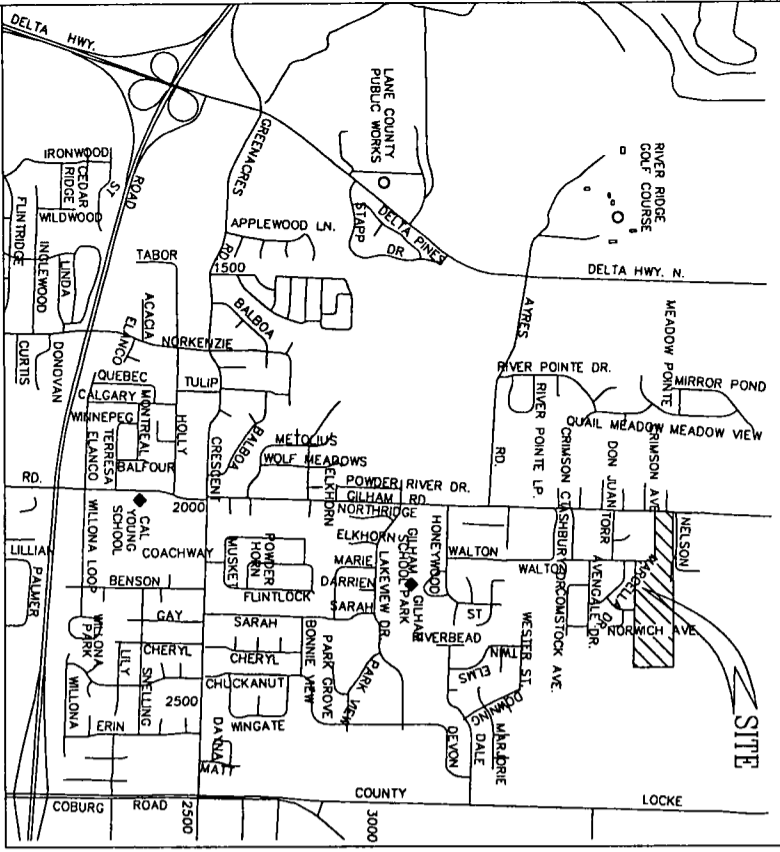 DELTA HWY.
LANE COUNTY
PUBLIC WORKS
RIVER RIDGE
GOLF COURSE
GREENACRES
RD.
IRONWOOD
CEDAR
RIDGE
ST
ROAD
WILDWOOD
FLINTRIDGE
INGLEWOOD
LINDA
TABOR
APPLEWOOD LN.
STAPP
DR
DELTA PINES
DELTA HWY. N.
1500
ACACIA
ELANCO
NORKENZIE
BALBOA
AYRES
RD.
MEADOW POINTE
MIRROR POND
RIVER POINTE DR.
RIVER POINTE LP.
QUAIL MEADOW
MEADOW VIEW
CURTIS
DONOVAN
QUEBEC
CALGARY
WINNEPEG
MONTREAL
TERRESA
ELANCO
BALFOUR
HOLLY
TULIP
CRESCENT
BALBOA
METOLIUS
WOLF MEADOWS
ELKHORN
POWDER RIVER DR.
GILHAM RD
NORTHRIDGE
CRIMSON AVE
DON JUAN
TORR
NELSON
RD.
2000
CAL
YOUNG
SCHOOL
WILLONA LOOP
LILLIAN
PALMER
COACHWAY
MUSKET
POWDER
HORN
FLINTLOCK
ELKHORN
MARIE
DARRIEN
SARAH
LAKEVIEW DR.
GILHAM
SCHOOL
PARK
GILHAM
HONEYWOOD
WALTON
WALTON
COMSTOCK AVE.
AVENGALE DR.
MARCELLA
DR.
NORWICH AVE.
BENSON
GAY
SARAH
ST
RIVERBEAD
WESTER ST.
WILLONA
PARK
CHERYL
LILY
SNELLING
CHERYL
BONNIE VIEW
PARK GROVE
PARK VIEW
TWIN
ELMS
CHUCKANUT
WINGATE
2500
WILLONA
ERIN
DAYNA
MATT
DOWNING
DEVON
DALE
MARJORIE
SITE
COBURG ROAD
2500
3000
COUNTY
LOCKE